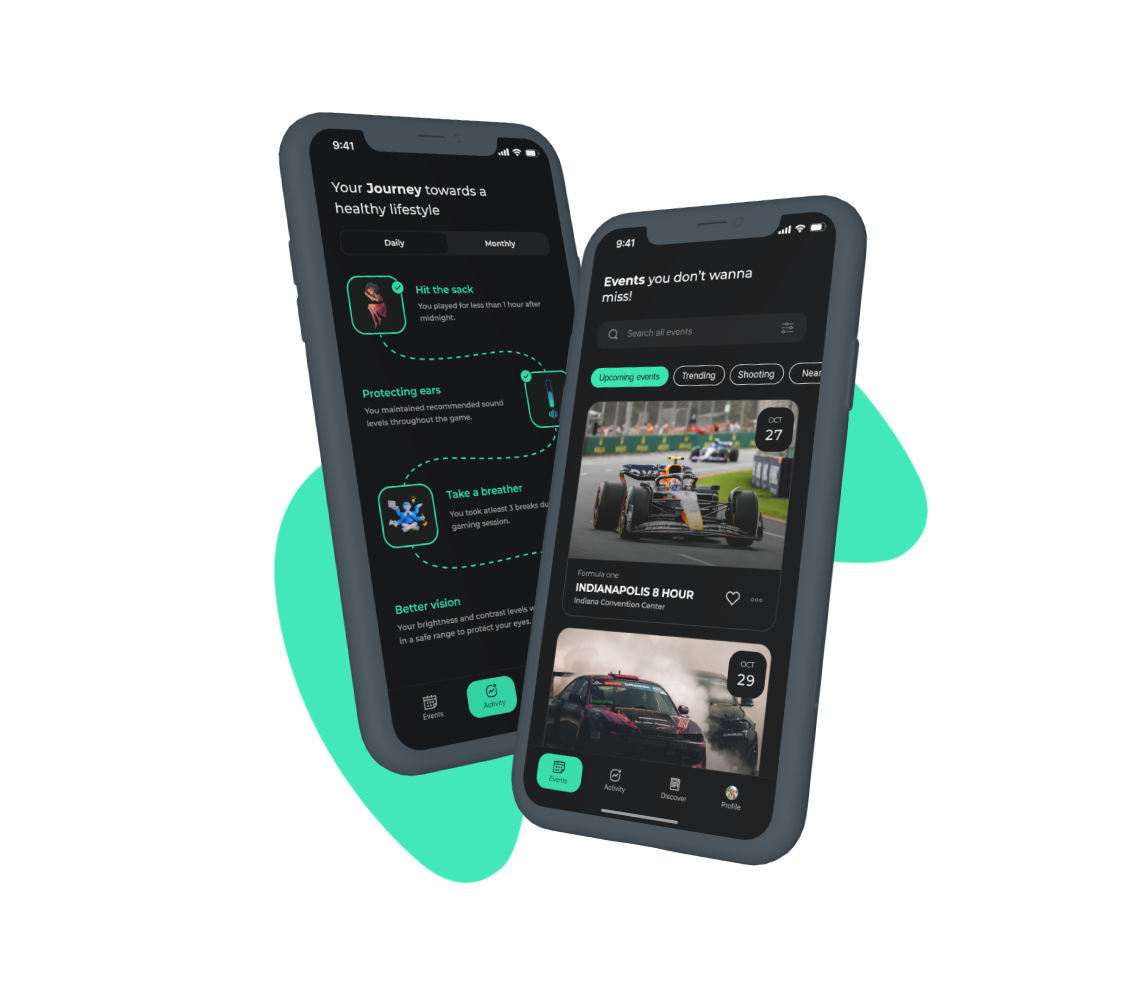 9:41
Your Journey towards a
healthy lifestyle
Daily
Monthly
Hit the sack
You played for less than 1 hour after
midnight.
Protecting ears
You maintained recommended sound
levels throughout the game.
Take a breather
You took atleast 3 breaks du
gaming session.
Better vision
Your brightness and contrast levels w
in a safe range to protect your eyes.
Events
Activity
9:41
Events you don't wanna
miss!
Search all events
Upcoming events
Trending
Shooting
Near
OCT
27
Formula one
INDIANAPOLIS 8 HOUR
Indiana Convention Center
OCT
29
Events
Activity
Discover
Profile